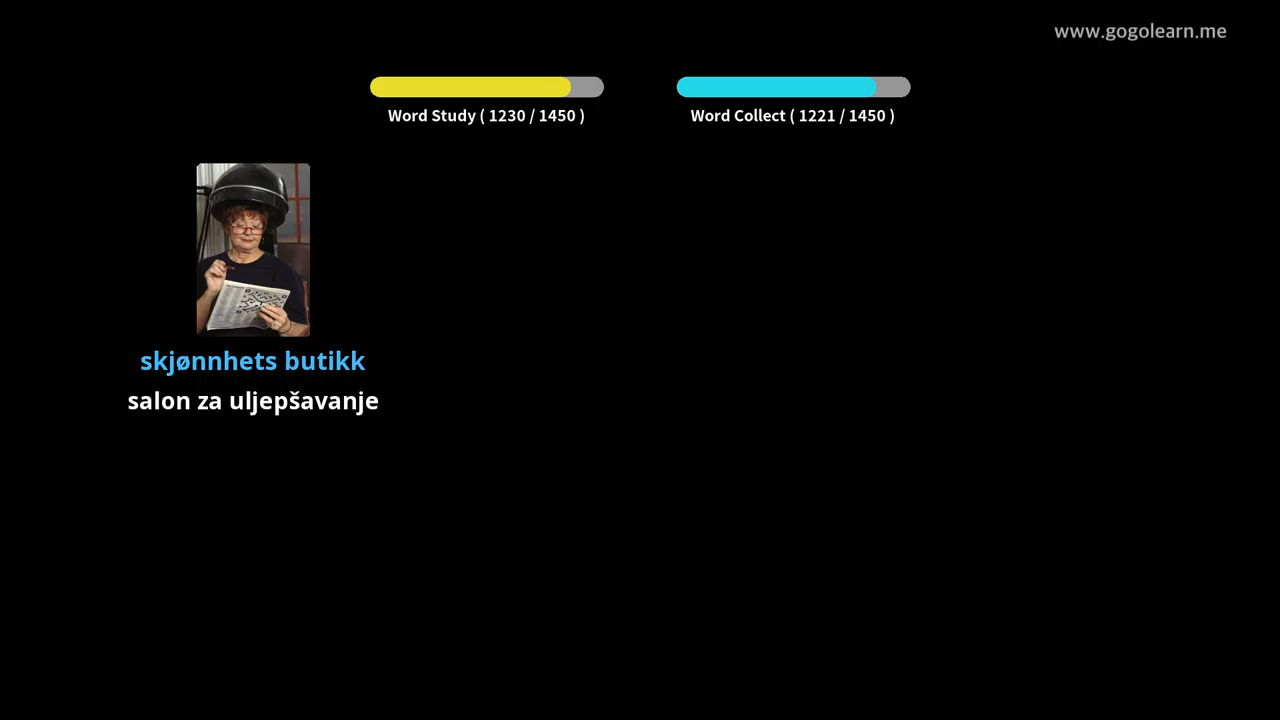 www.gogolearn.me
Word Study ( 1230 / 1450 )
Word Collect ( 1221 / 1450 )
skjønnhets butikk
salon za uljepšavanje